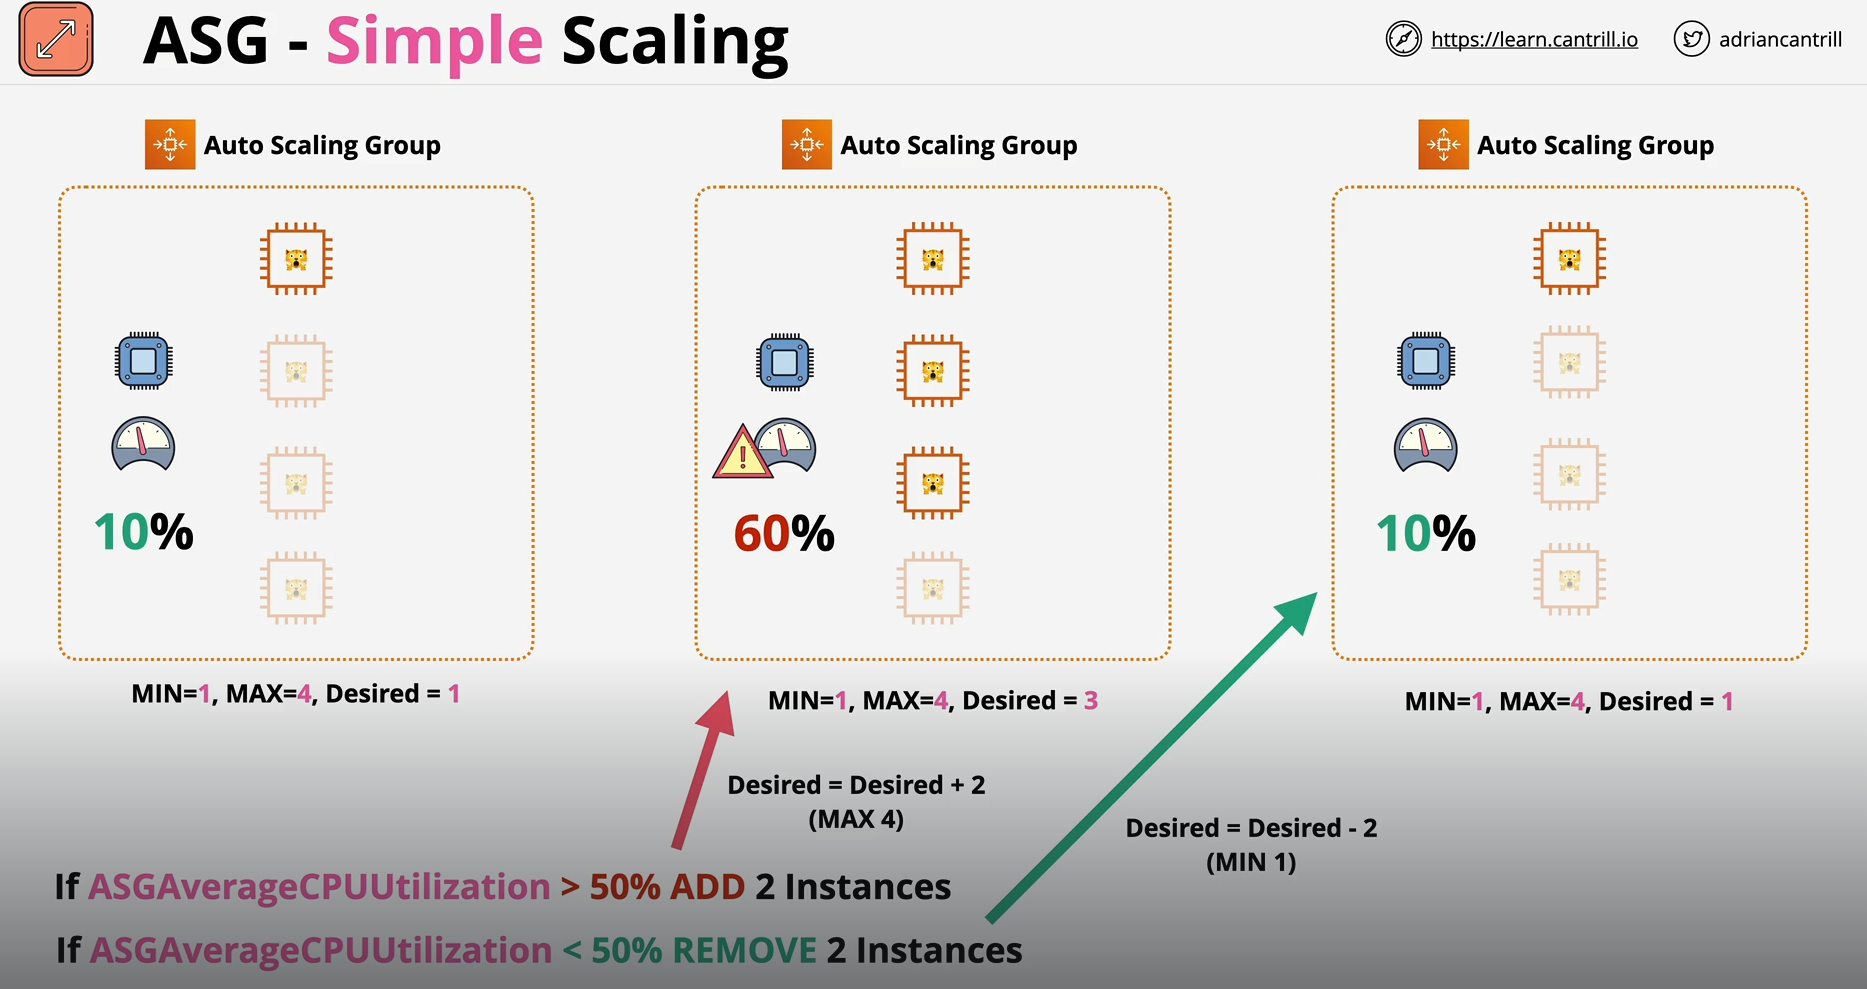 ASG - Simple Scaling
https://learn.cantrill.io
adriancantrill
Auto Scaling Group
Auto Scaling Group
Auto Scaling Group
10%
60%
10%
MIN=1, MAX=4, Desired = 1
MIN=1, MAX=4, Desired = 3
MIN=1, MAX=4, Desired = 1
Desired = Desired + 2
(MAX 4)
Desired = Desired - 2
(MIN 1)
If ASGAverageCPUUtilization > 50% ADD 2 Instances
If ASGAverageCPUUtilization < 50% REMOVE 2 Instances